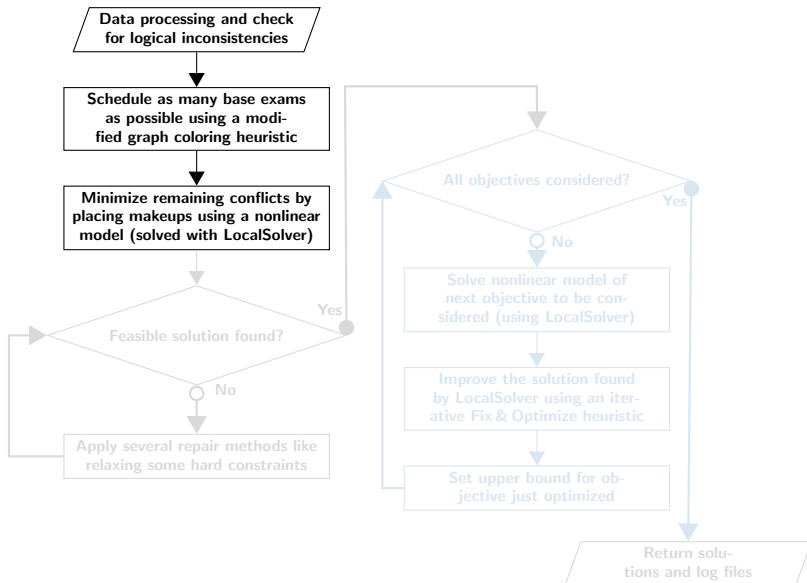 Data processing and check
for logical inconsistencies
Schedule as many base exams
as possible using a modi-
fied graph coloring heuristic
Minimize remaining conflicts by
placing makeups using a nonlinear
model (solved with LocalSolver)
Feasible solution found?
Yes
No
Apply several repair methods like
relaxing some hard constraints
All objectives considered?
Yes
No
Solve nonlinear model of
next objective to be con-
sidered (using LocalSolver)
Improve the solution found
by LocalSolver using an iter-
ative Fix & Optimize heuristic
Set upper bound for ob-
jective just optimized
Return solu-
tions and log files